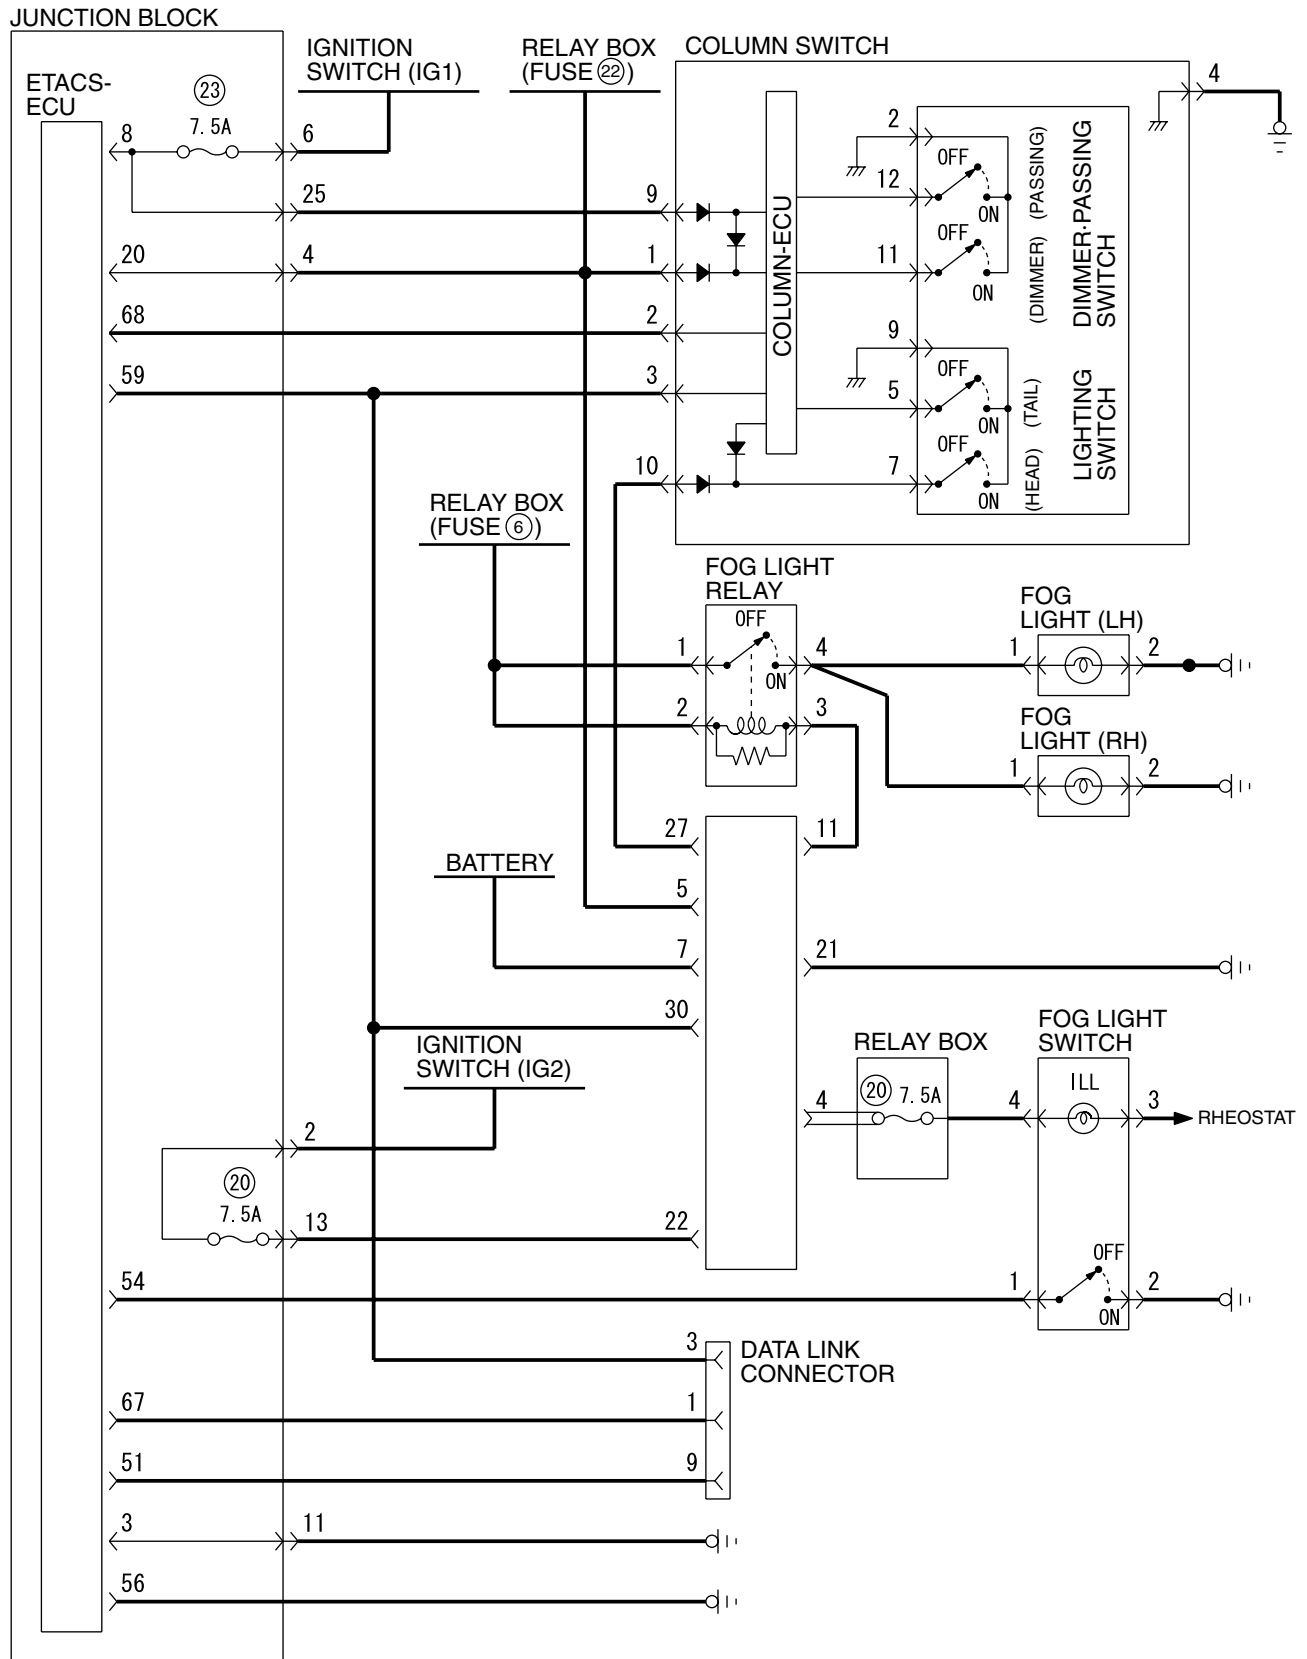 JUNCTION BLOCK
ETACS-
ECU
23
7. 5A
IGNITION
SWITCH (IG1)
RELAY BOX
(FUSE 22)
COLUMN SWITCH
4
8
6
25
9
20
4
1
68
2
59
3
10
COLUMN-ECU
2
OFF
12
ON
(PASSING)
OFF
11
ON
(DIMMER)
DIMMER·PASSING
SWITCH
9
OFF
5
ON
(TAIL)
OFF
7
ON
(HEAD)
LIGHTING
SWITCH
RELAY BOX
(FUSE 6)
FOG LIGHT
RELAY
OFF
1
4
ON
2
3
FOG
LIGHT (LH)
1
2
FOG
LIGHT (RH)
1
2
27
11
BATTERY
5
7
21
30
IGNITION
SWITCH (IG2)
RELAY BOX
20
7. 5A
4
FOG LIGHT
SWITCH
ILL
4
3
RHEOSTAT
2
20
7. 5A
13
22
54
1
OFF
ON
2
3
DATA LINK
CONNECTOR
67
1
51
9
3
11
56